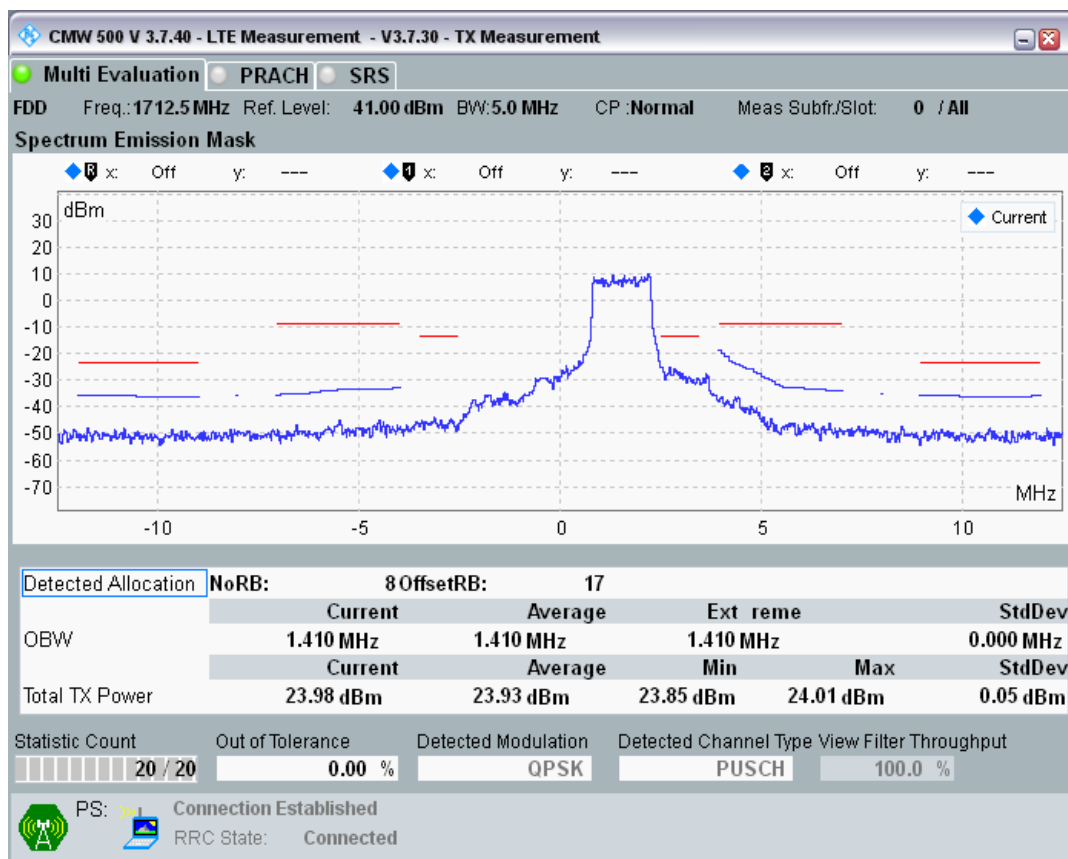 CMW 500 V 3.7.40 - LTE Measurement - V3.7.30 - TX Measurement
Multi Evaluation PRACH SRS
FDD Freq.: 1712.5 MHz Ref. Level: 41.00 dBm BW: 5.0 MHz CP : Normal Meas Subfr./Slot: 0 / All
Spectrum Emission Mask
R x: Off y: --- 1 x: Off y: --- 2 x: Off y: ---
dBm
Current
30
20
10
0
-10
-20
-30
-40
-50
-60
-70
MHz
-10 -5 0 5 10
Detected Allocation NoRB: 8 OffsetRB: 17
Current Average Ext reme StdDev
OBW 1.410 MHz 1.410 MHz 1.410 MHz 0.000 MHz
Current Average Min Max StdDev
Total TX Power 23.98 dBm 23.93 dBm 23.85 dBm 24.01 dBm 0.05 dBm
Statistic Count Out of Tolerance Detected Modulation Detected Channel Type View Filter Throughput
20 / 20 0.00 % QPSK PUSCH 100.0 %
PS: Connection Established
RRC State: Connected